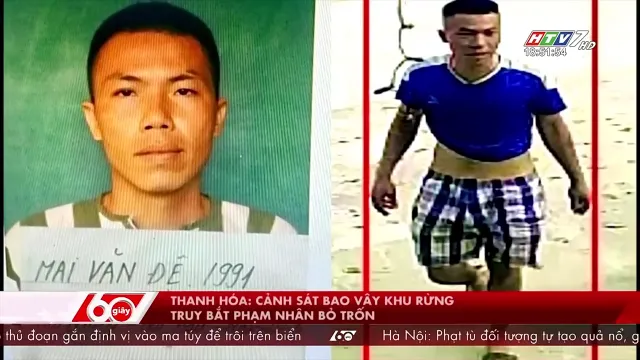 HTV7 HD
18:51:54
MAI VĂN ĐỆ. 1991
60 giây
THANH HÓA: CẢNH SÁT BAO VÂY KHU RỪNG
TRUY BẮT PHẠM NHÂN BỎ TRỐN
thủ đoạn gắn định vị vào ma túy để trôi trên biển
Hà Nội: Phạt tù đối tượng tự tạo quả nổ, g